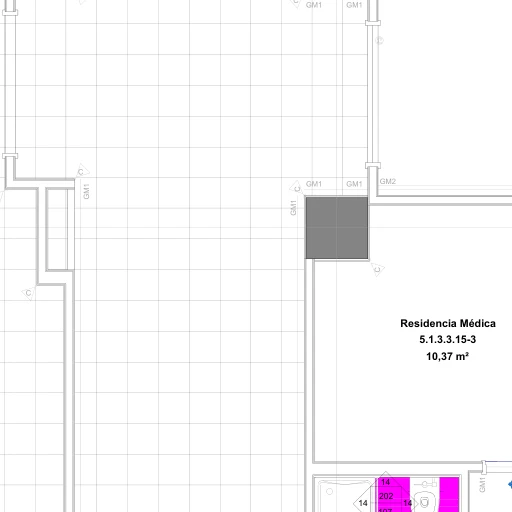 GM1 GM1
C
C
GM1
C
GM1 GM1
GM2
GM1
C
C
Residencia Médica
5.1.3.3.15-3
10,37 m²
GM1
14
202
14 14